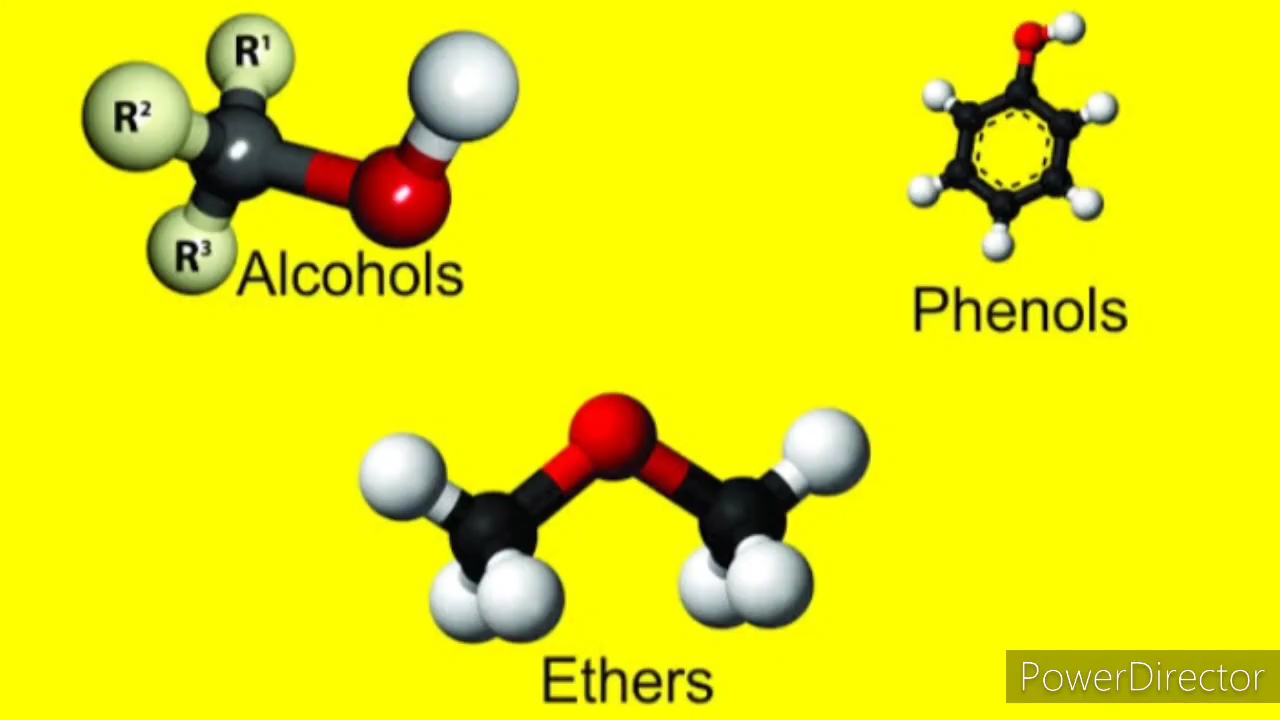 R¹
R²
R³
Alcohols
Phenols
Ethers
PowerDirector